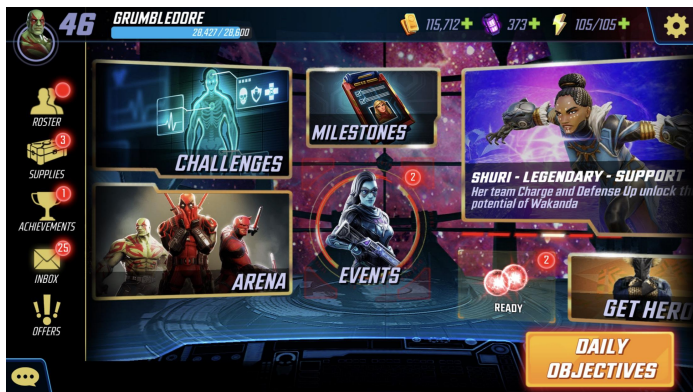 46
GRUMBLEDORE
28,427 / 28,600
115,712
373
105/105
ROSTER
3
SUPPLIES
1
ACHIEVEMENTS
25
INBOX
OFFERS
CHALLENGES
MILESTONES
SHURI - LEGENDARY - SUPPORT
Her team Charge and Defense Up unlock th
potential of Wakanda
ARENA
2
EVENTS
2
READY
GET HERO
DAILY
OBJECTIVES